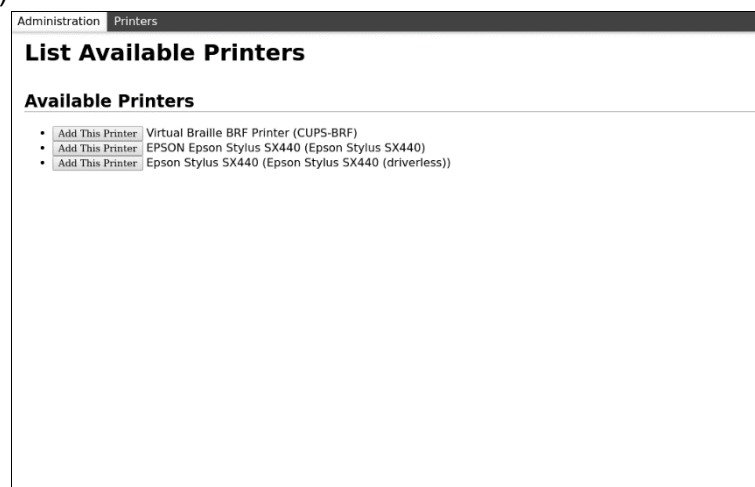 )
Administration Printers
List Available Printers
Available Printers
• Add This Printer Virtual Braille BRF Printer (CUPS-BRF)
• Add This Printer EPSON Epson Stylus SX440 (Epson Stylus SX440)
• Add This Printer Epson Stylus SX440 (Epson Stylus SX440 (driverless))